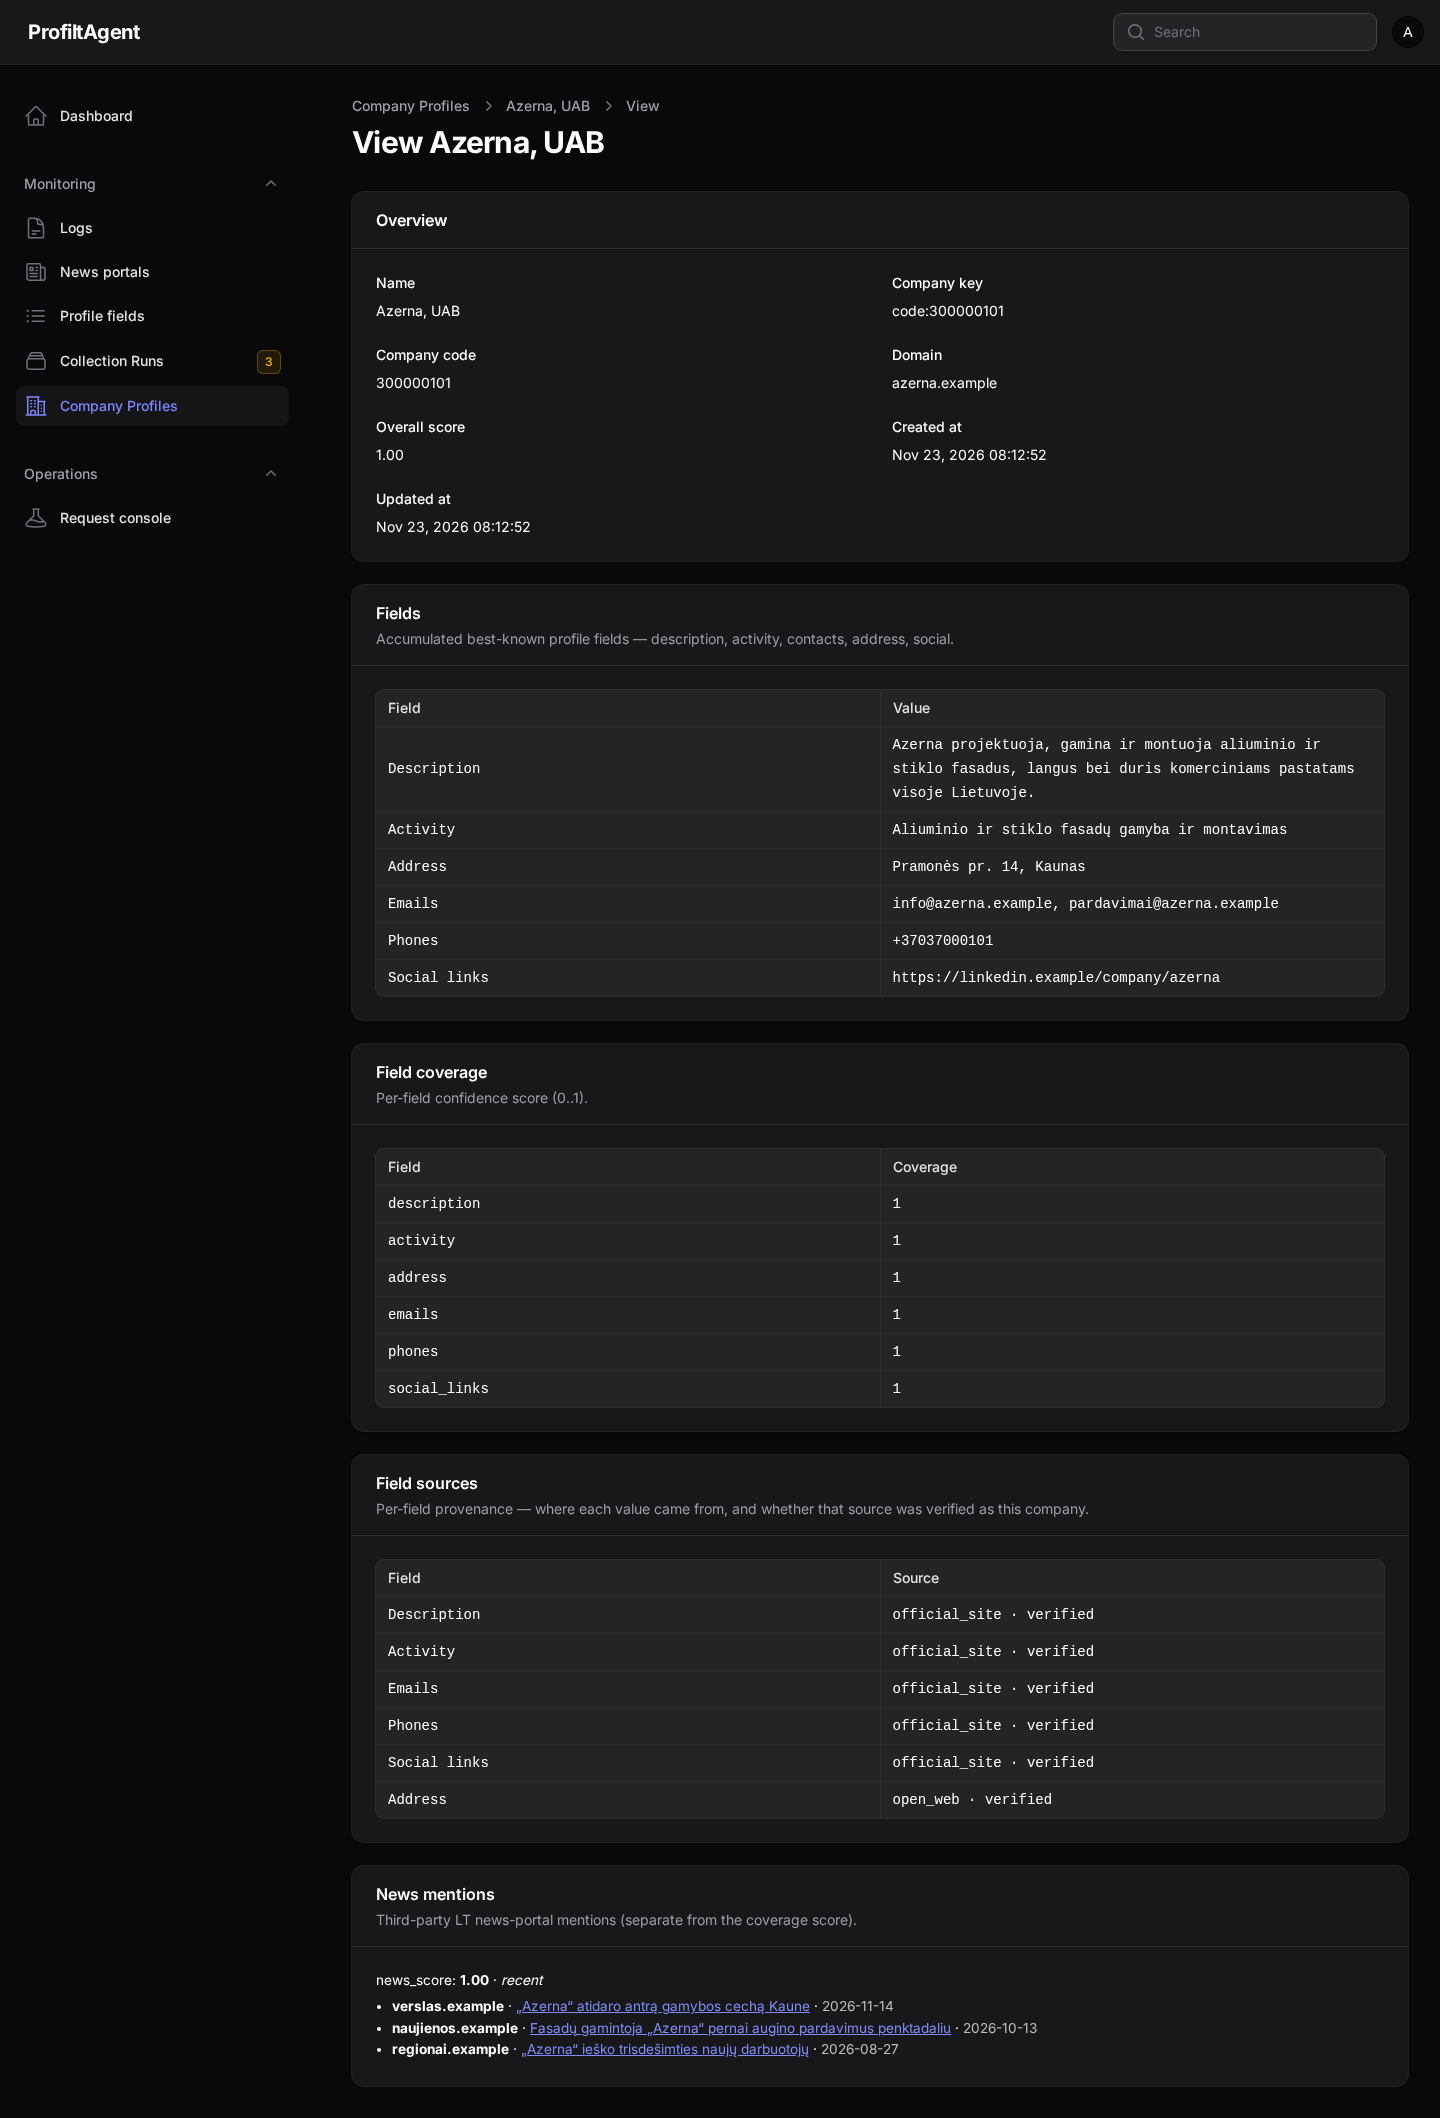 ProfiltAgent
Search
A
Dashboard
Monitoring
Logs
News portals
Profile fields
Collection Runs 3
Company Profiles
Operations
Request console
Company Profiles > Azerna, UAB > View
View Azerna, UAB
Overview
Name
Azerna, UAB
Company key
code:300000101
Company code
300000101
Domain
azerna.example
Overall score
1.00
Created at
Nov 23, 2026 08:12:52
Updated at
Nov 23, 2026 08:12:52
Fields
Accumulated best-known profile fields — description, activity, contacts, address, social.
Field Value
Description
Azerna projektuoja, gamina ir montuoja aliuminio ir
stiklo fasadus, langus bei duris komerciniams pastatams
visoje Lietuvoje.
Activity Aliuminio ir stiklo fasadų gamyba ir montavimas
Address Pramonės pr. 14, Kaunas
Emails info@azerna.example, pardavimai@azerna.example
Phones +37037000101
Social links https://linkedin.example/company/azerna
Field coverage
Per-field confidence score (0..1).
Field Coverage
description 1
activity 1
address 1
emails 1
phones 1
social_links 1
Field sources
Per-field provenance — where each value came from, and whether that source was verified as this company.
Field Source
Description official_site · verified
Activity official_site · verified
Emails official_site · verified
Phones official_site · verified
Social links official_site · verified
Address open_web · verified
News mentions
Third-party LT news-portal mentions (separate from the coverage score).
news_score: 1.00 · recent
• verslas.example · „Azerna“ atidaro antrą gamybos cechą Kaune · 2026-11-14
• naujienos.example · Fasadų gamintoja „Azerna“ pernai augino pardavimus penktadaliu · 2026-10-13
• regionai.example · „Azerna“ ieško trisdešimties naujų darbuotojų · 2026-08-27